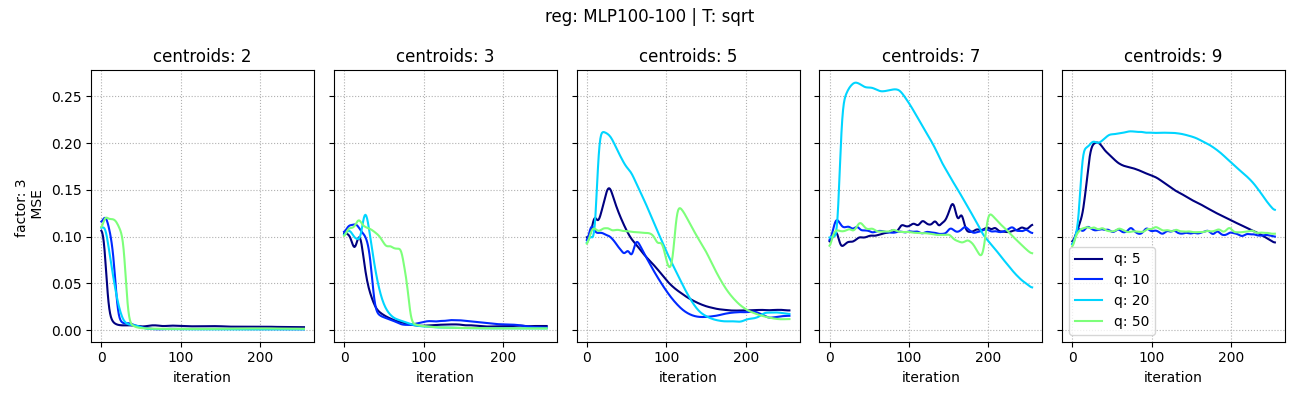 reg: MLP100-100 | T: sqrt
centroids: 2
centroids: 3
centroids: 5
centroids: 7
centroids: 9
factor: 3
MSE
0.25
0.20
0.15
0.10
0.05
0.00
0 100 200
0 100 200
0 100 200
0 100 200
0 100 200
iteration
iteration
iteration
iteration
iteration
q: 5
q: 10
q: 20
q: 50